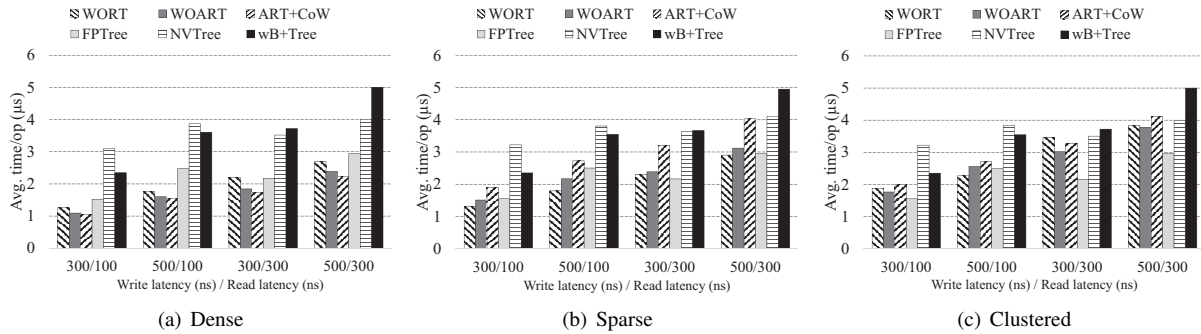 WORT WOART ART+CoW
FPTree NVTree wB+Tree
6
5
4
3
2
1
0
Avg. time/op (µs)
300/100 500/100 300/300 500/300
Write latency (ns) / Read latency (ns)
(a) Dense
WORT WOART ART+CoW
FPTree NVTree wB+Tree
6
5
4
3
2
1
0
Avg. time/op (µs)
300/100 500/100 300/300 500/300
Write latency (ns) / Read latency (ns)
(b) Sparse
WORT WOART ART+CoW
FPTree NVTree wB+Tree
6
5
4
3
2
1
0
Avg. time/op (µs)
300/100 500/100 300/300 500/300
Write latency (ns) / Read latency (ns)
(c) Clustered